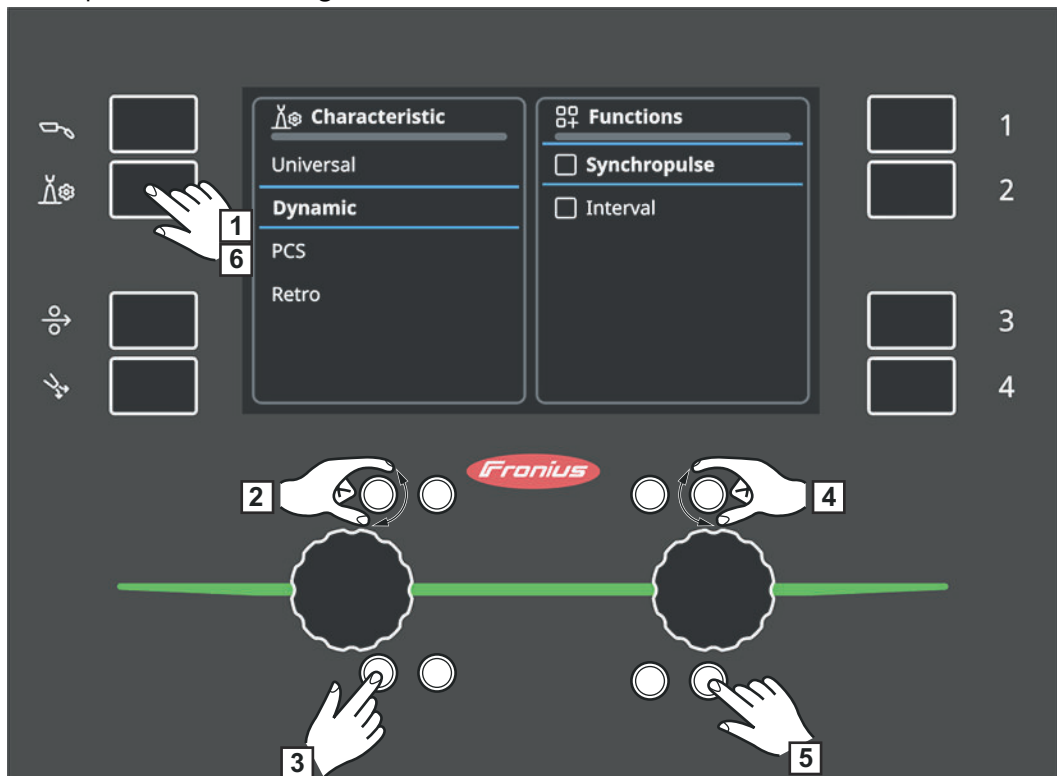 Characteristic
Universal
Dynamic
PCS
Retro
Functions
Synchropulse
Interval
1
2
3
4
1
6
Fronius
2
4
3
5